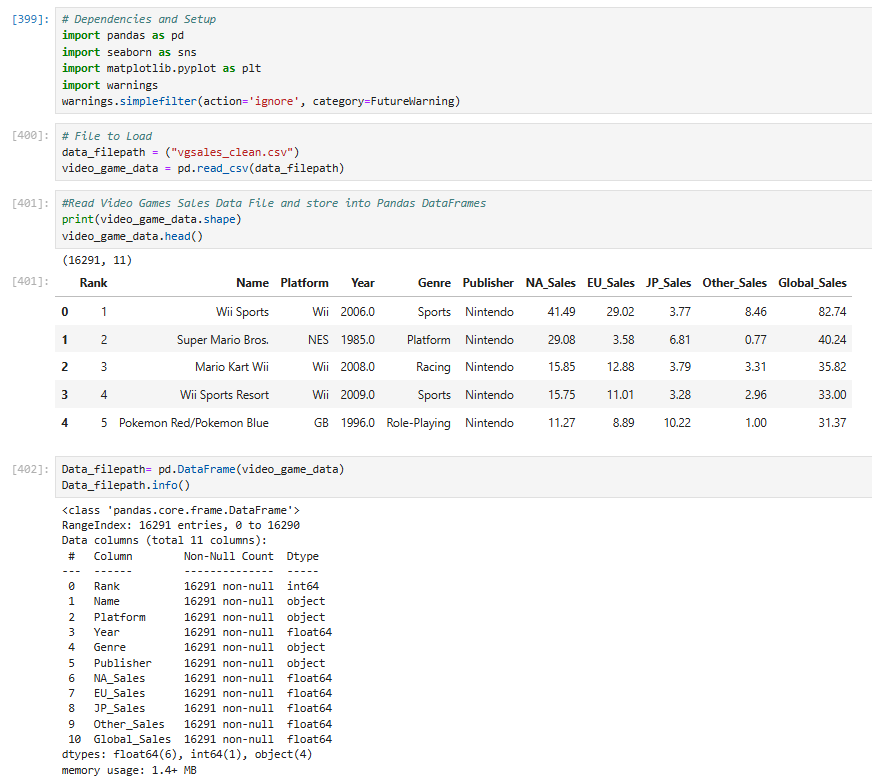 [399]: # Dependencies and Setup
import pandas as pd
import seaborn as sns
import matplotlib.pyplot as plt
import warnings
warnings.simplefilter(action='ignore', category=FutureWarning)
[400]: # File to Load
data_filepath = ("vgsales_clean.csv")
video_game_data = pd.read_csv(data_filepath)
[401]: #Read Video Games Sales Data File and store into Pandas DataFrames
print(video_game_data.shape)
video_game_data.head()
(16291, 11)
[401]: Rank Name Platform Year Genre Publisher NA_Sales EU_Sales JP_Sales Other_Sales Global_Sales
0 1 Wii Sports Wii 2006.0 Sports Nintendo 41.49 29.02 3.77 8.46 82.74
1 2 Super Mario Bros. NES 1985.0 Platform Nintendo 29.08 3.58 6.81 0.77 40.24
2 3 Mario Kart Wii Wii 2008.0 Racing Nintendo 15.85 12.88 3.79 3.31 35.82
3 4 Wii Sports Resort Wii 2009.0 Sports Nintendo 15.75 11.01 3.28 2.96 33.00
4 5 Pokemon Red/Pokemon Blue GB 1996.0 Role-Playing Nintendo 11.27 8.89 10.22 1.00 31.37
[402]: Data_filepath= pd.DataFrame(video_game_data)
Data_filepath.info()
<class 'pandas.core.frame.DataFrame'>
RangeIndex: 16291 entries, 0 to 16290
Data columns (total 11 columns):
# Column Non-Null Count Dtype
--- ------ -------------- -----
0 Rank 16291 non-null int64
1 Name 16291 non-null object
2 Platform 16291 non-null object
3 Year 16291 non-null float64
4 Genre 16291 non-null object
5 Publisher 16291 non-null object
6 NA_Sales 16291 non-null float64
7 EU_Sales 16291 non-null float64
8 JP_Sales 16291 non-null float64
9 Other_Sales 16291 non-null float64
10 Global_Sales 16291 non-null float64
dtypes: float64(6), int64(1), object(4)
memory usage: 1.4+ MB